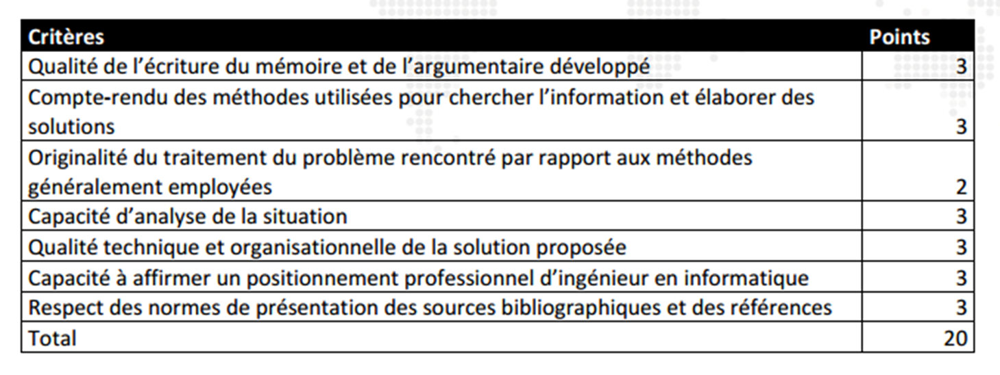 Critères Points
Qualité de l’écriture du mémoire et de l’argumentaire développé 3
Compte-rendu des méthodes utilisées pour chercher l’information et élaborer des
solutions 3
Originalité du traitement du problème rencontré par rapport aux méthodes
généralement employées 2
Capacité d’analyse de la situation 3
Qualité technique et organisationnelle de la solution proposée 3
Capacité à affirmer un positionnement professionnel d’ingénieur en informatique 3
Respect des normes de présentation des sources bibliographiques et des références 3
Total 20